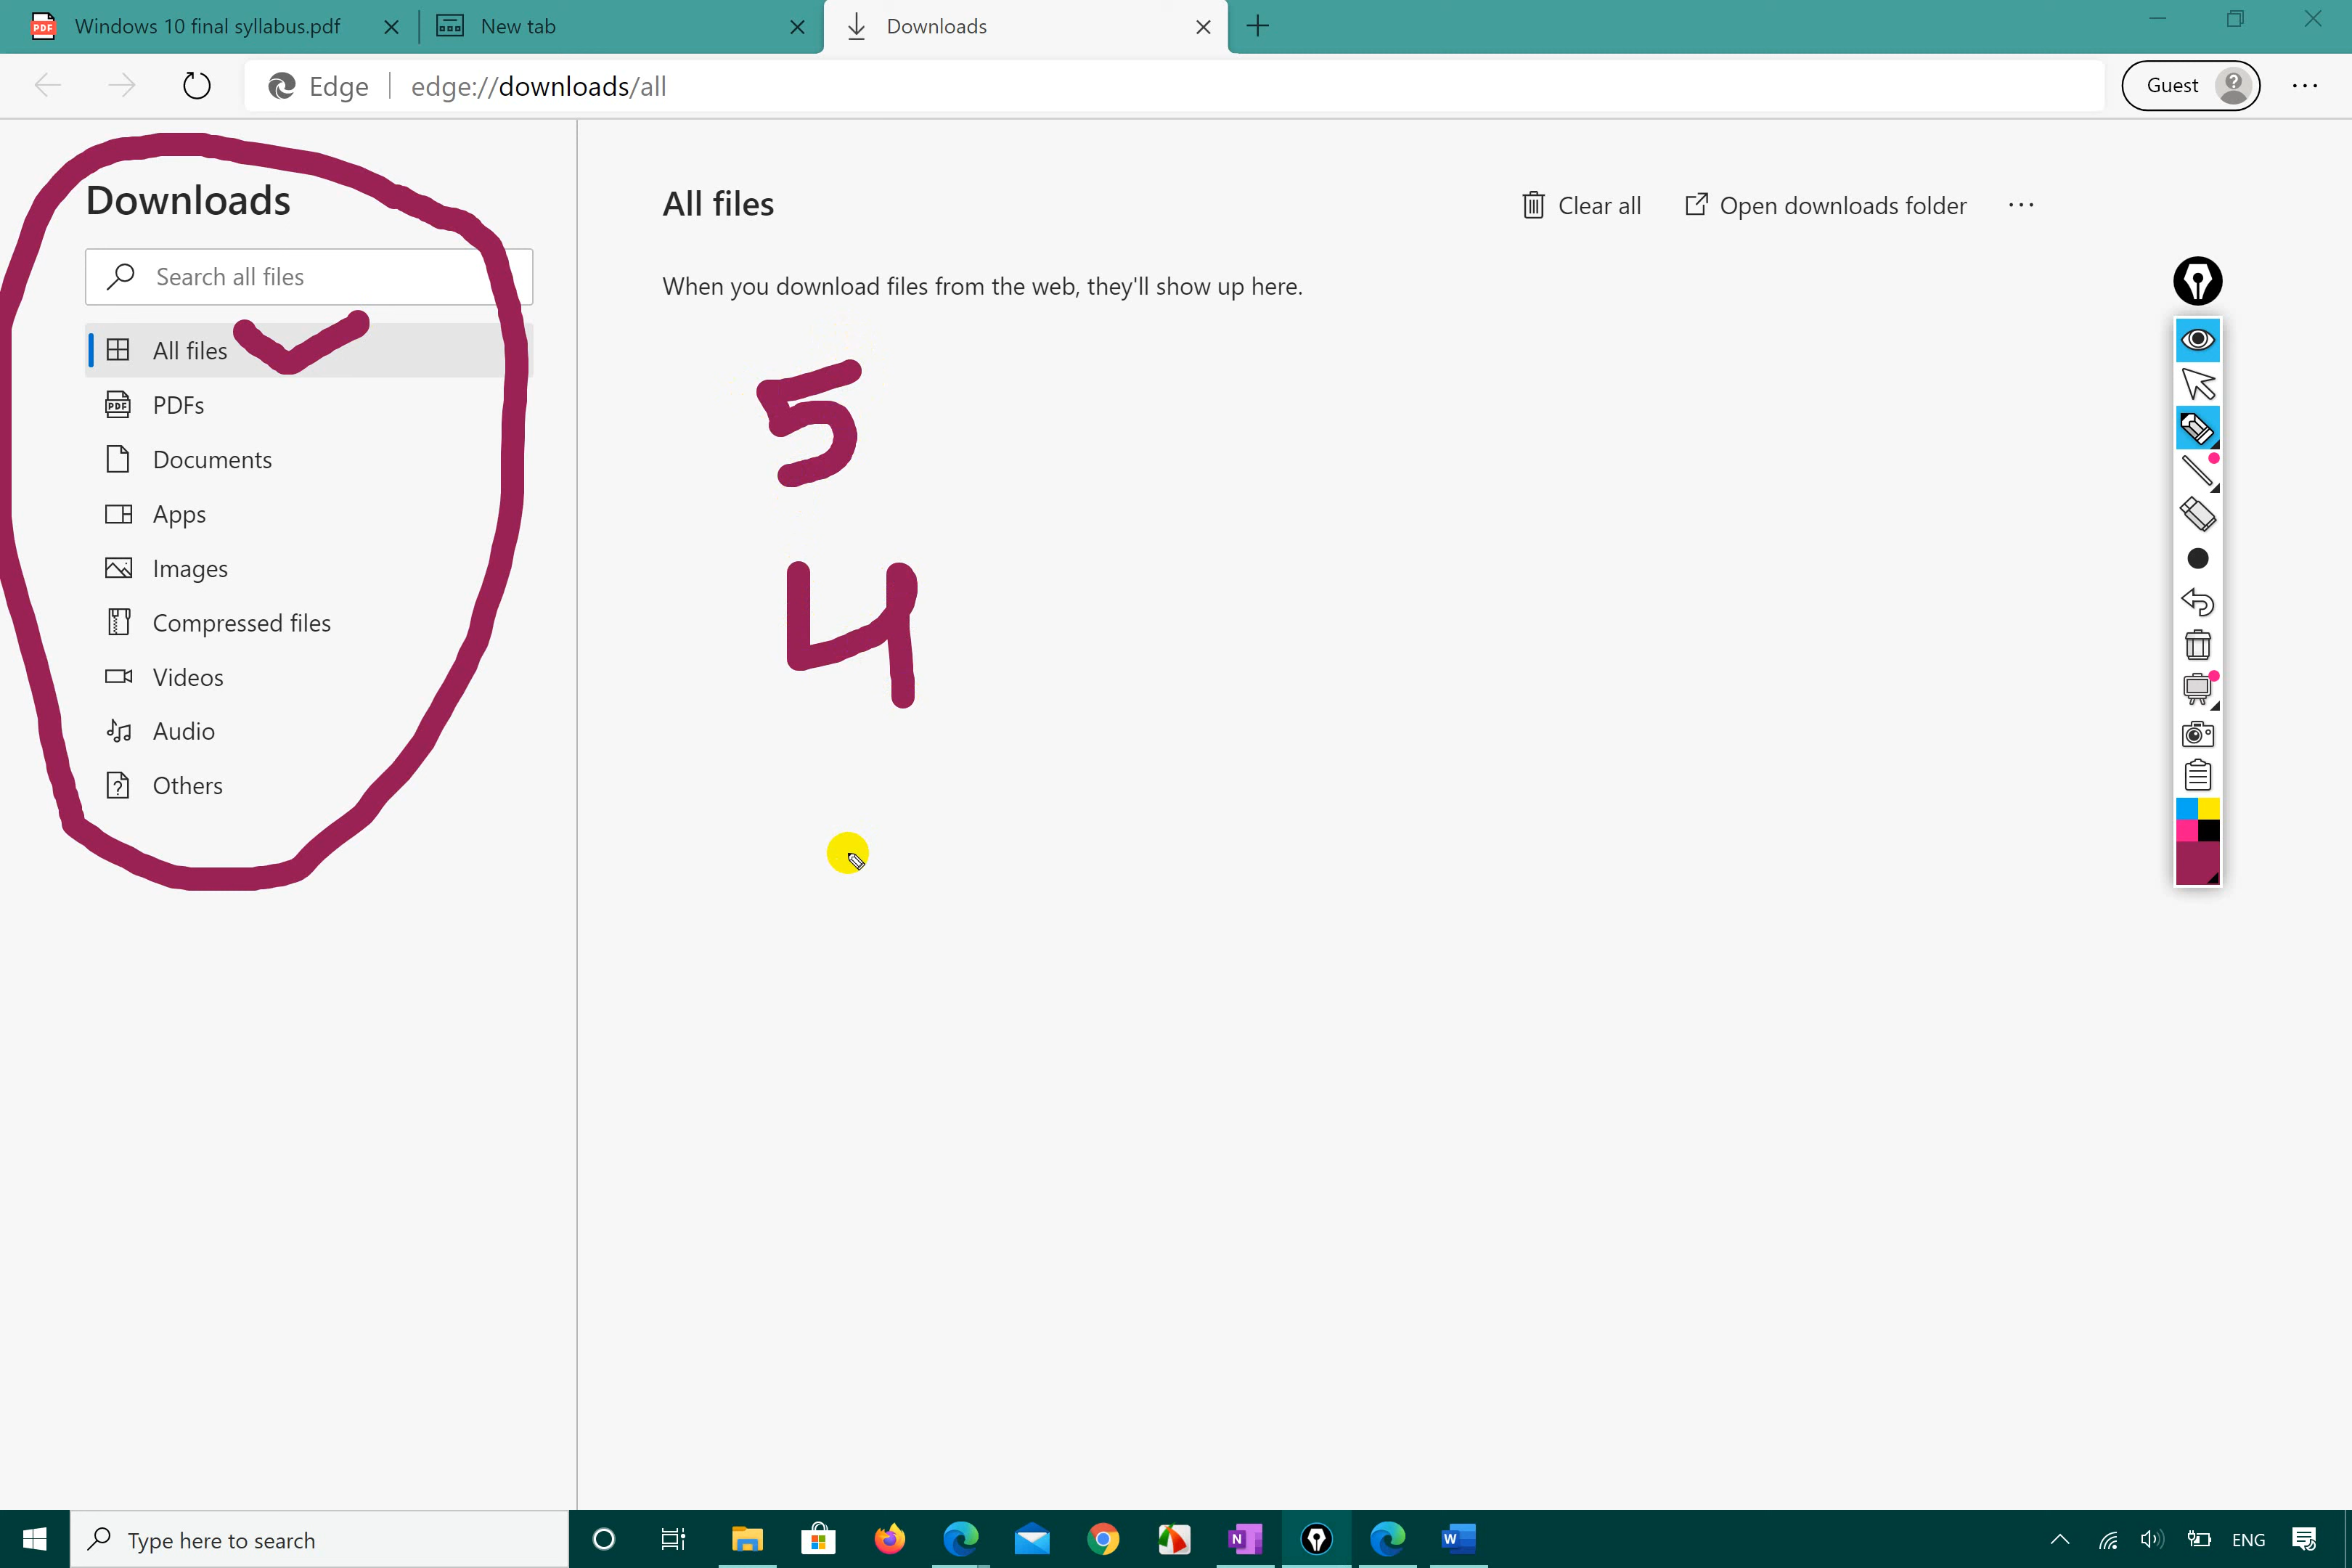 Windows 10 final syllabus.pdf
New tab
Downloads
Edge
edge://downloads/all
Guest
Downloads
Search all files
All files
PDFs
Documents
Apps
Images
Compressed files
Videos
Audio
Others
All files
Clear all
Open downloads folder
When you download files from the web, they'll show up here.
5
4
Type here to search
ENG